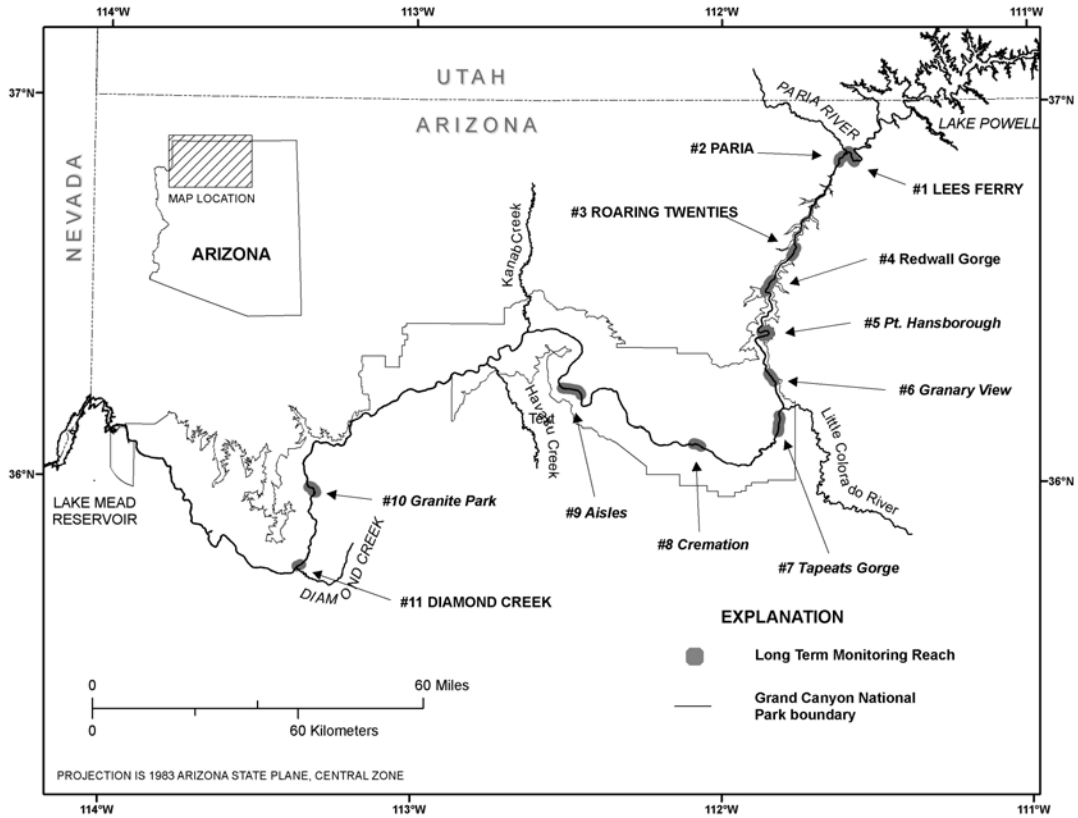 114°W
113°W
112°W
111°W
37°N
37°N
UTAH
ARIZONA
NEVADA
PARIA RIVER
LAKE POWELL
#2 PARIA
#1 LEES FERRY
MAP LOCATION
ARIZONA
#3 ROARING TWENTIES
Kanab Creek
#4 Redwall Gorge
#5 Pt. Hansborough
#6 Granary View
Havasu Creek
Text
Little Colorado River
36°N
36°N
LAKE MEAD
RESERVOIR
#10 Granite Park
#9 Aisles
#8 Cremation
#7 Tapeats Gorge
DIAMOND CREEK
#11 DIAMOND CREEK
EXPLANATION
Long Term Monitoring Reach
Grand Canyon National
Park boundary
0
60 Miles
0
60 Kilometers
PROJECTION IS 1983 ARIZONA STATE PLANE, CENTRAL ZONE
114°W
113°W
112°W
111°W